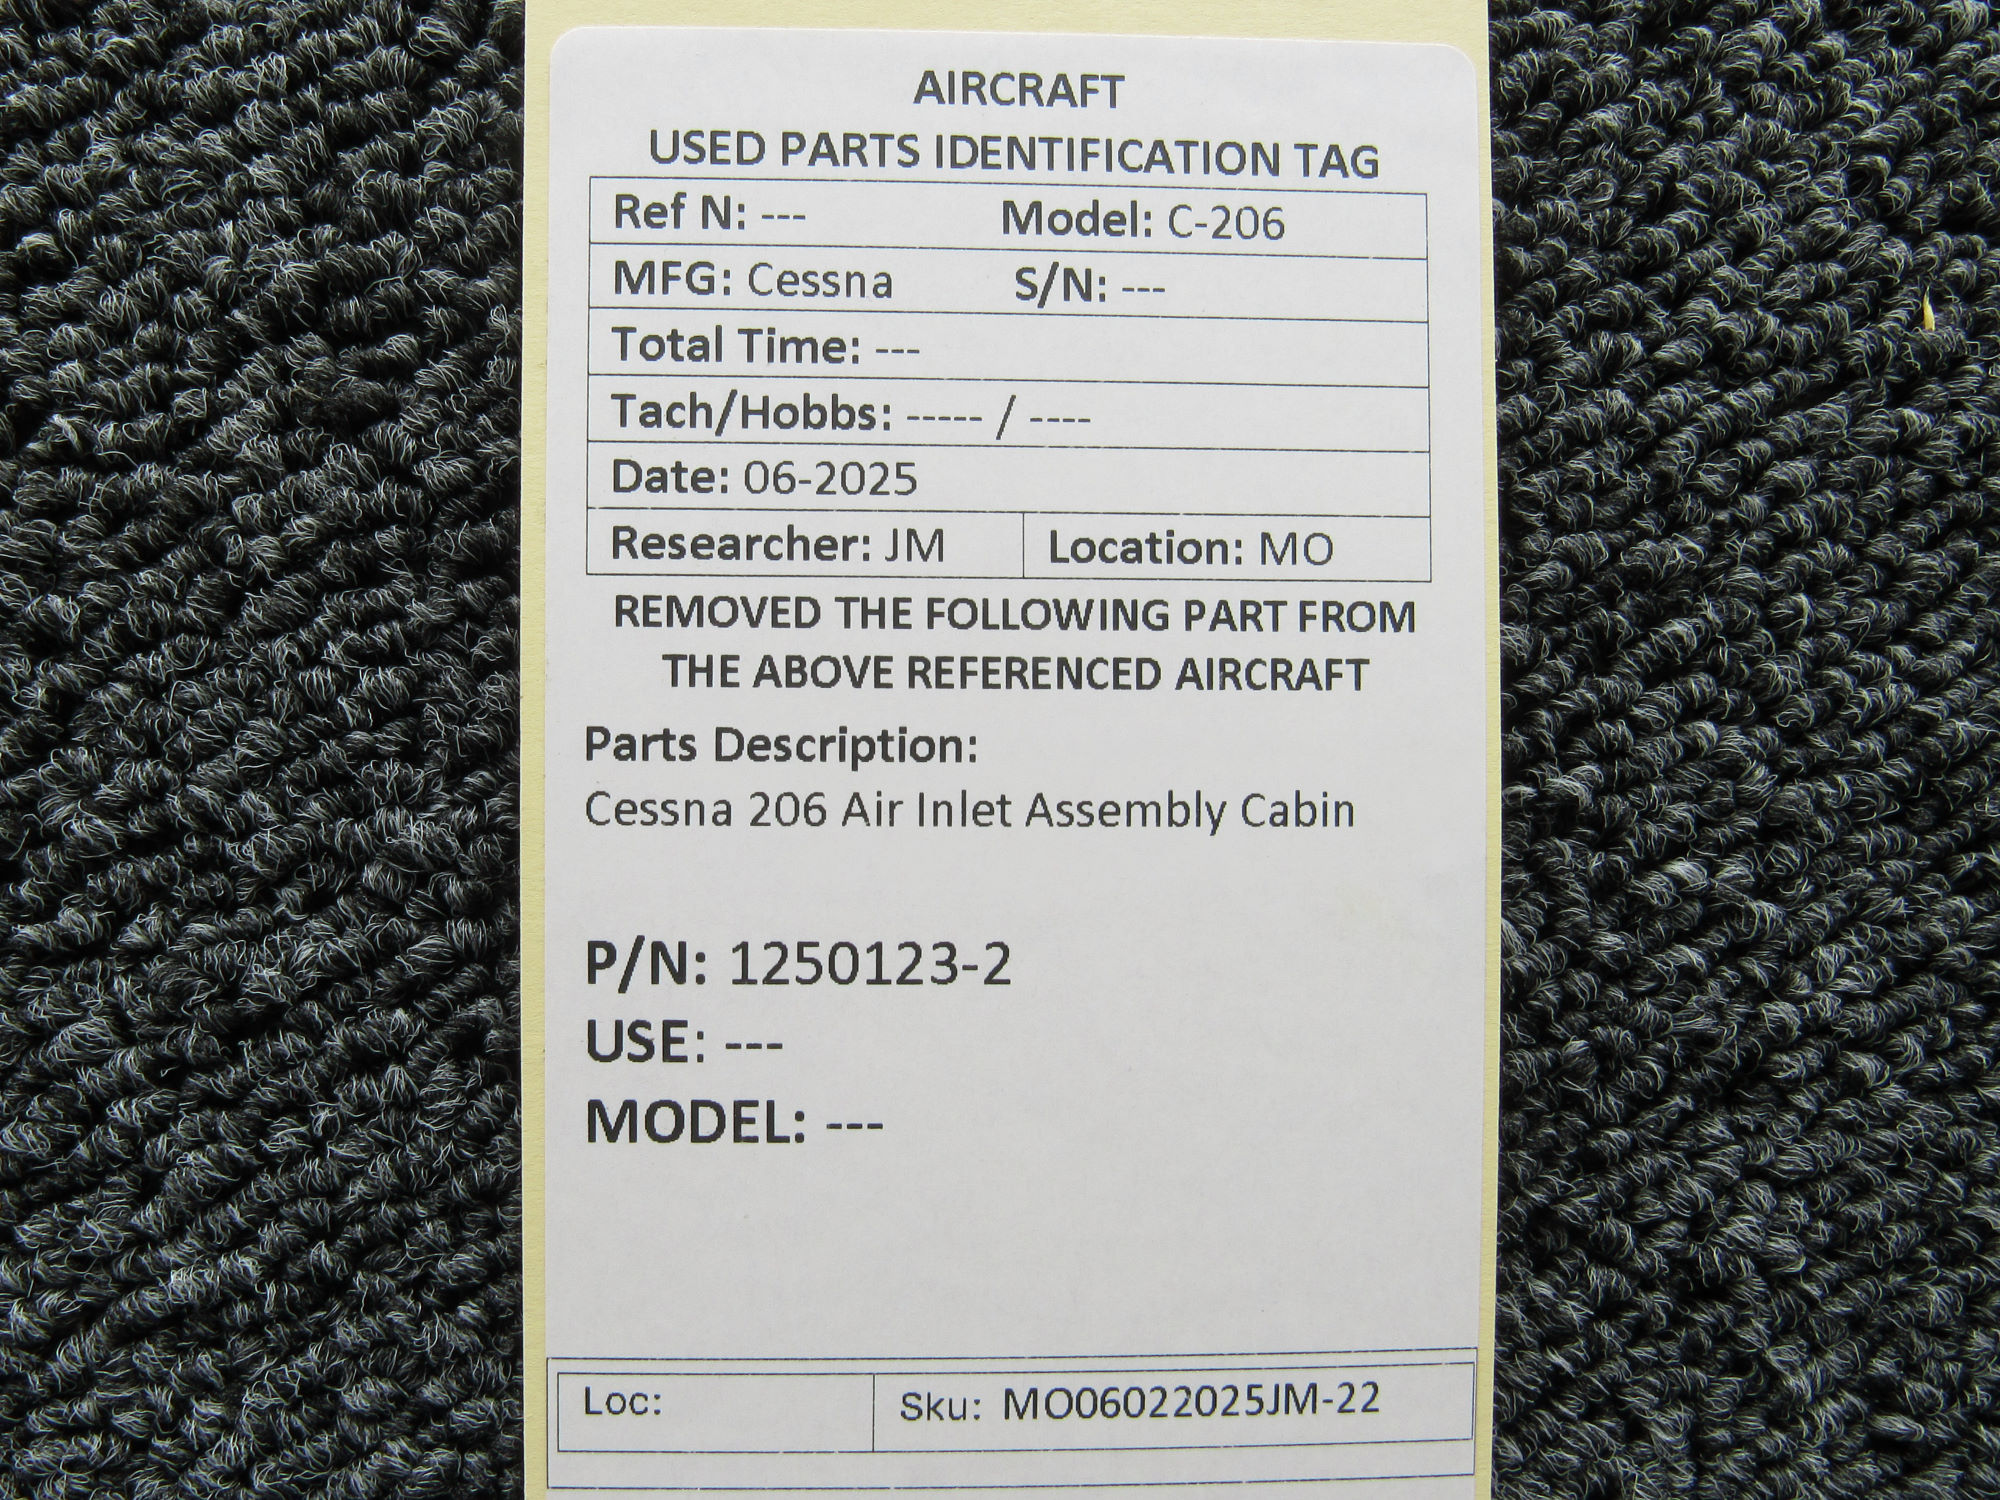 AIRCRAFT
USED PARTS IDENTIFICATION TAG
Ref N: --- Model: C-206
MFG: Cessna S/N: ---
Total Time: ---
Tach/Hobbs: ----- / ----
Date: 06-2025
Researcher: JM Location: MO
REMOVED THE FOLLOWING PART FROM
THE ABOVE REFERENCED AIRCRAFT
Parts Description:
Cessna 206 Air Inlet Assembly Cabin
P/N: 1250123-2
USE: ---
MODEL: ---
Loc: Sku: MO06022025JM-22